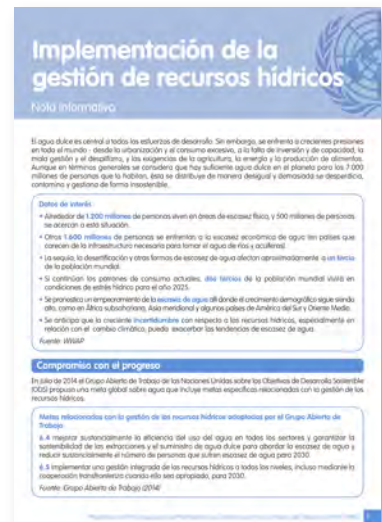 Implementación de la
gestión de recursos hídricos
Nota informativa
El agua dulce es central a todos los esfuerzos de desarrollo. Sin embargo, se enfrenta a crecientes presiones
en todo el mundo - desde la urbanización y el consumo excesivo, a la falta de inversión y de capacidad, la
mala gestión y el despilfarro, y las exigencias de la agricultura, la energía y la producción de alimentos.
Aunque en términos generales se considera que hay suficiente agua dulce en el planeta para los 7.000
millones de personas que la habitan, ésta se distribuye de manera desigual y demasiada se desperdicia,
contamina y gestiona de forma insostenible.
Datos de interés
• Alrededor de 1.200 millones de personas viven en áreas de escasez física, y 500 millones de personas
se acercan a esta situación.
• Otros 1.600 millones de personas se enfrentan a la escasez económica de agua (en países que
carecen de la infraestructura necesaria para tomar el agua de ríos y acuíferos).
• La sequía, la desertificación y otras formas de escasez de agua afectan aproximadamente a un tercio
de la población mundial.
• Si continúan los patrones de consumo actuales, dos tercios de la población mundial vivirá en
condiciones de estrés hídrico para el año 2025.
• Se pronostica un empeoramiento de la escasez de agua allí donde el crecimiento demográfico sigue siendo
alto, como en África subsahariana, Asia meridional y algunos países de América del Sur y Oriente Medio.
• Se anticipa que la creciente incertidumbre con respecto a los recursos hídricos, especialmente en
relación con el cambio climático, pueda exacerbar las tendencias de escasez de agua.
Fuente: WWAP
Compromiso con el progreso
En julio de 2014 el Grupo Abierto de Trabajo de las Naciones Unidas sobre los Objetivos de Desarrollo Sostenible
(ODS) propuso una meta global sobre agua que incluye metas específicas relacionadas con la gestión de los
recursos hídricos.
Metas relacionadas con la gestión de los recursos hídricos adoptadas por el Grupo Abierto de
Trabajo
6.4 mejorar sustancialmente la eficiencia del uso del agua en todos los sectores y garantizar la
sostenibilidad de las extracciones y el suministro de agua dulce para abordar la escasez de agua y
reducir sustancialmente el número de personas que sufren escasez de agua para 2030.
6.5 implementar una gestión integrada de los recursos hídricos a todos los niveles, incluso mediante la
cooperación transfronteriza cuando ello sea apropiado, para 2030.
Fuente: Grupo Abierto de Trabajo (2014)